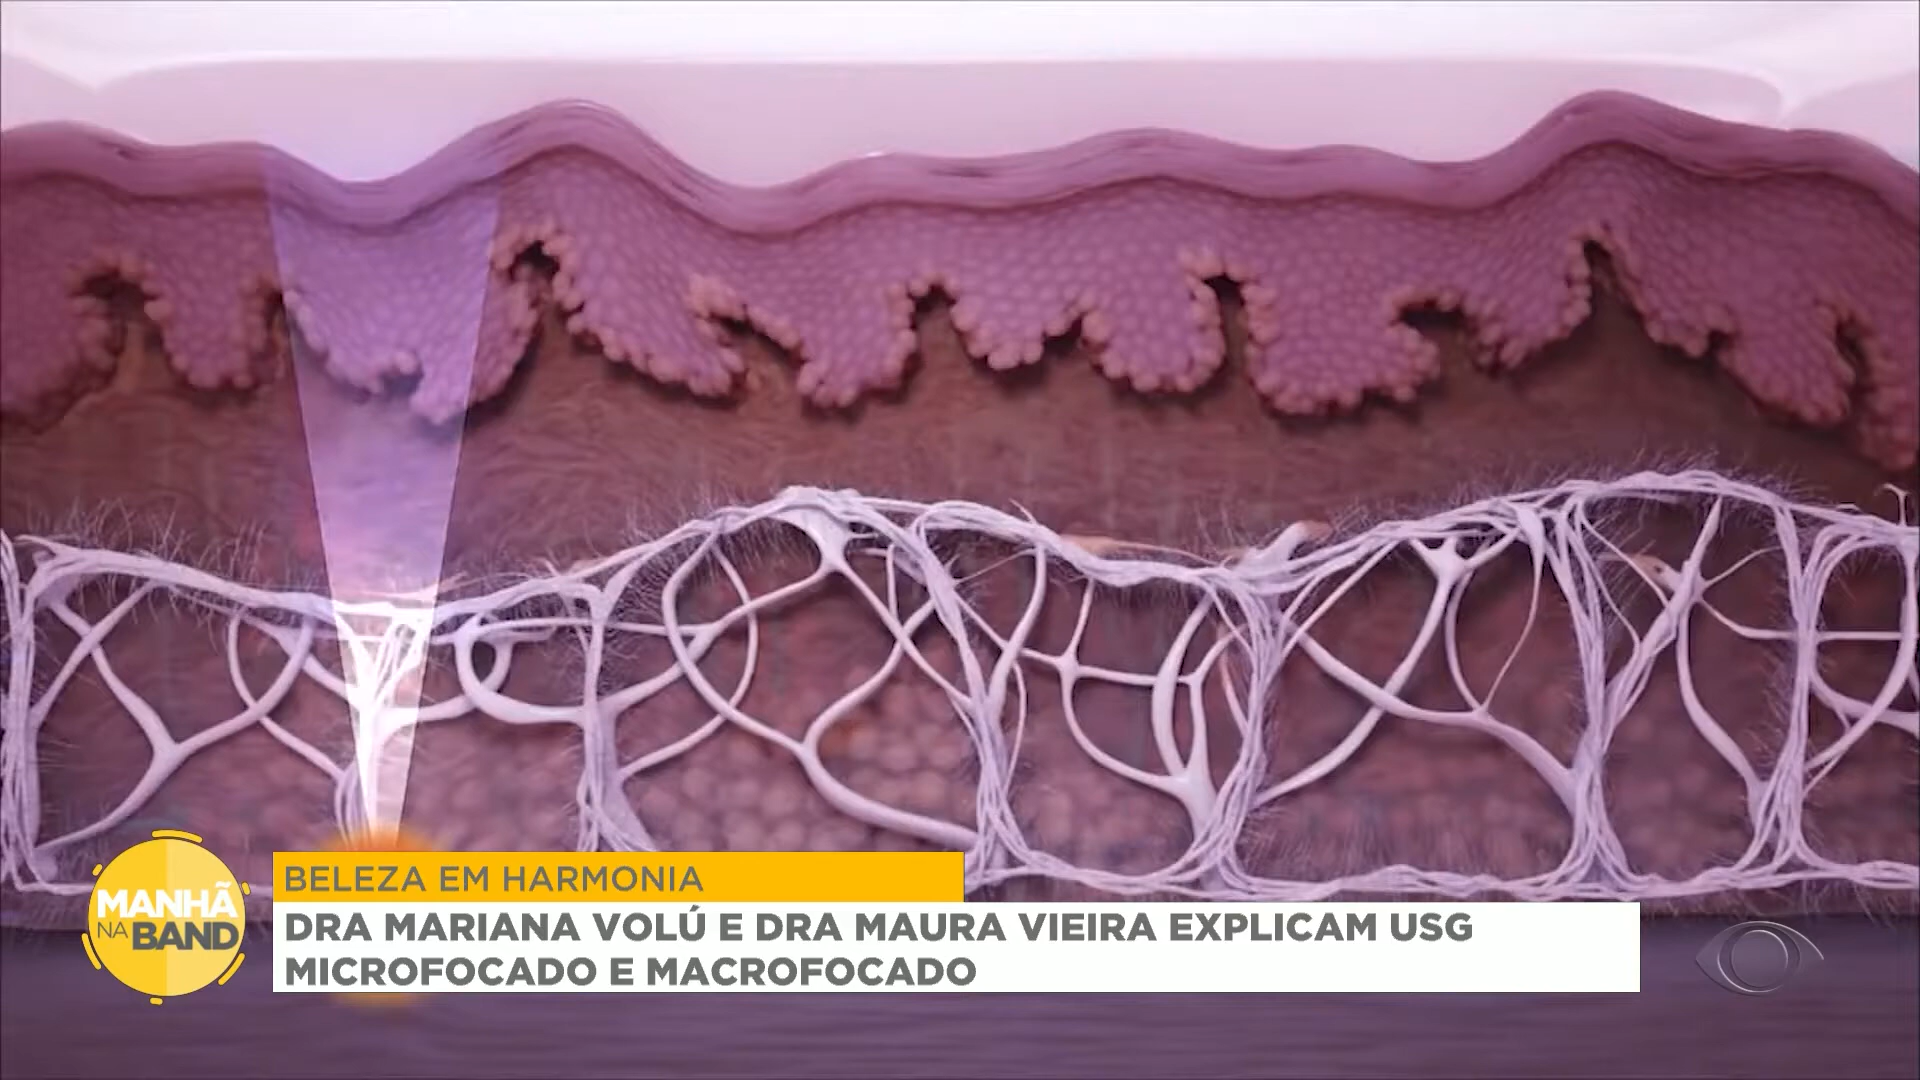 BELEZA EM HARMONIA
MANHÃ
NA BAND
DRA MARIANA VOLÚ E DRA MAURA VIEIRA EXPLICAM USG
MICROFOCADO E MACROFOCADO